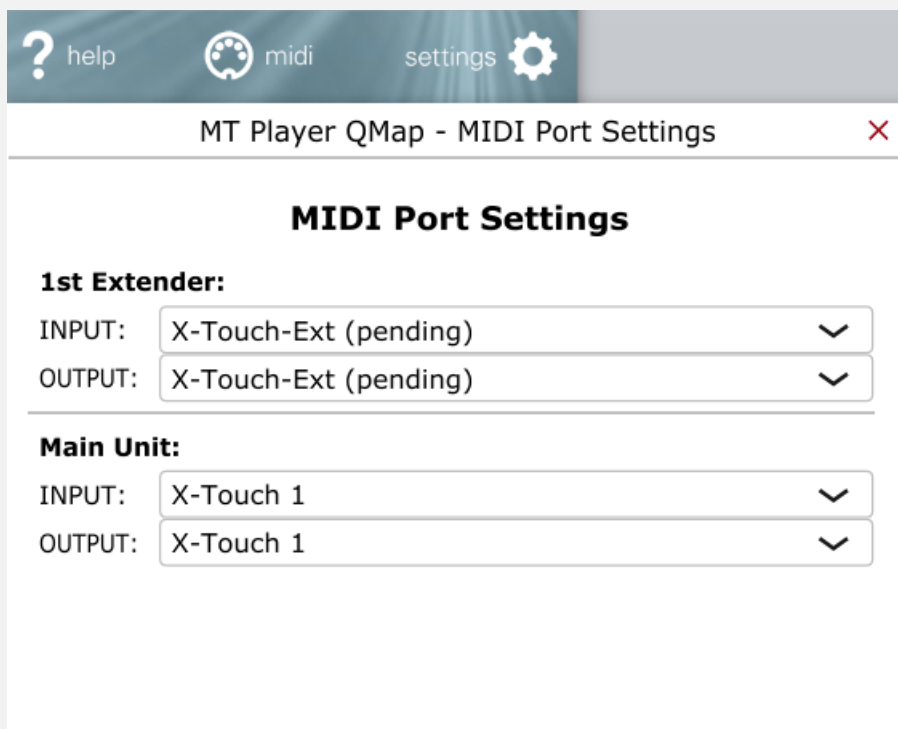 help midi settings
MT Player QMap - MIDI Port Settings
MIDI Port Settings
1st Extender:
INPUT: X-Touch-Ext (pending)
OUTPUT: X-Touch-Ext (pending)
Main Unit:
INPUT: X-Touch 1
OUTPUT: X-Touch 1